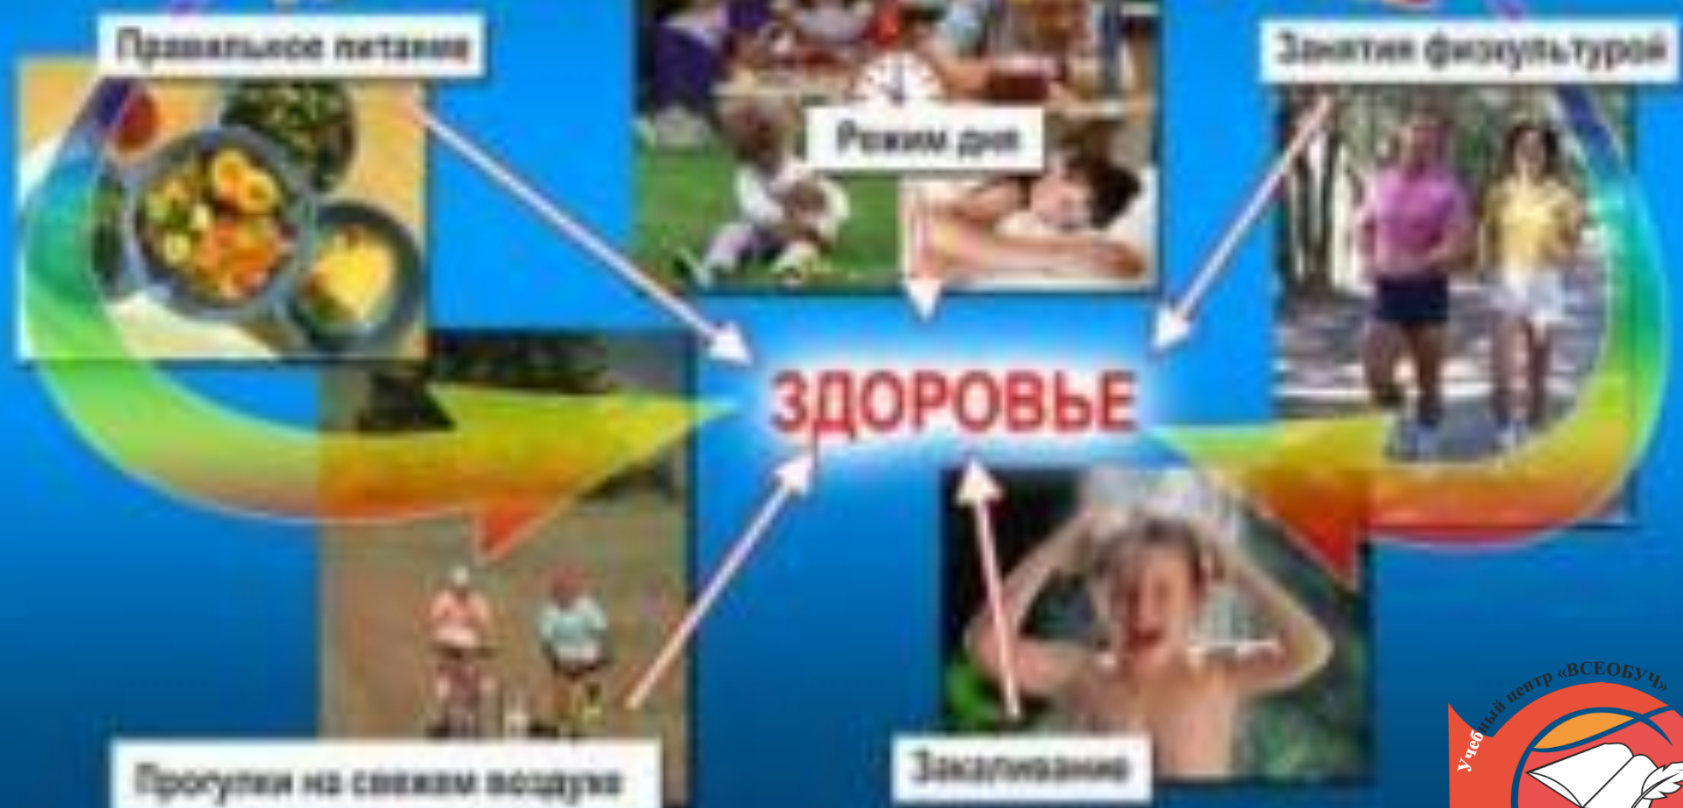 Правильное питание
Режим дня
Занятия физкультурой
ЗДОРОВЬЕ
Прогулки на свежем воздухе
Закаливание
Учебный центр «ВСЕОБУЧ»